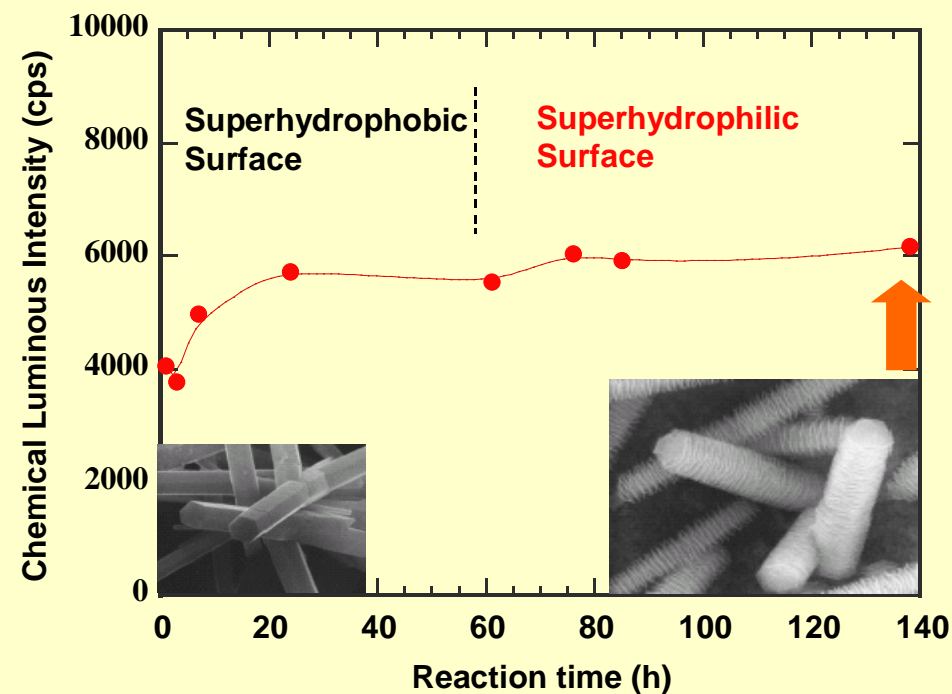 10000
8000
6000
4000
2000
0
Chemical Luminous Intensity (cps)
Superhydrophobic
Surface
Superhydrophilic
Surface
0 20 40 60 80 100 120 140
Reaction time (h)